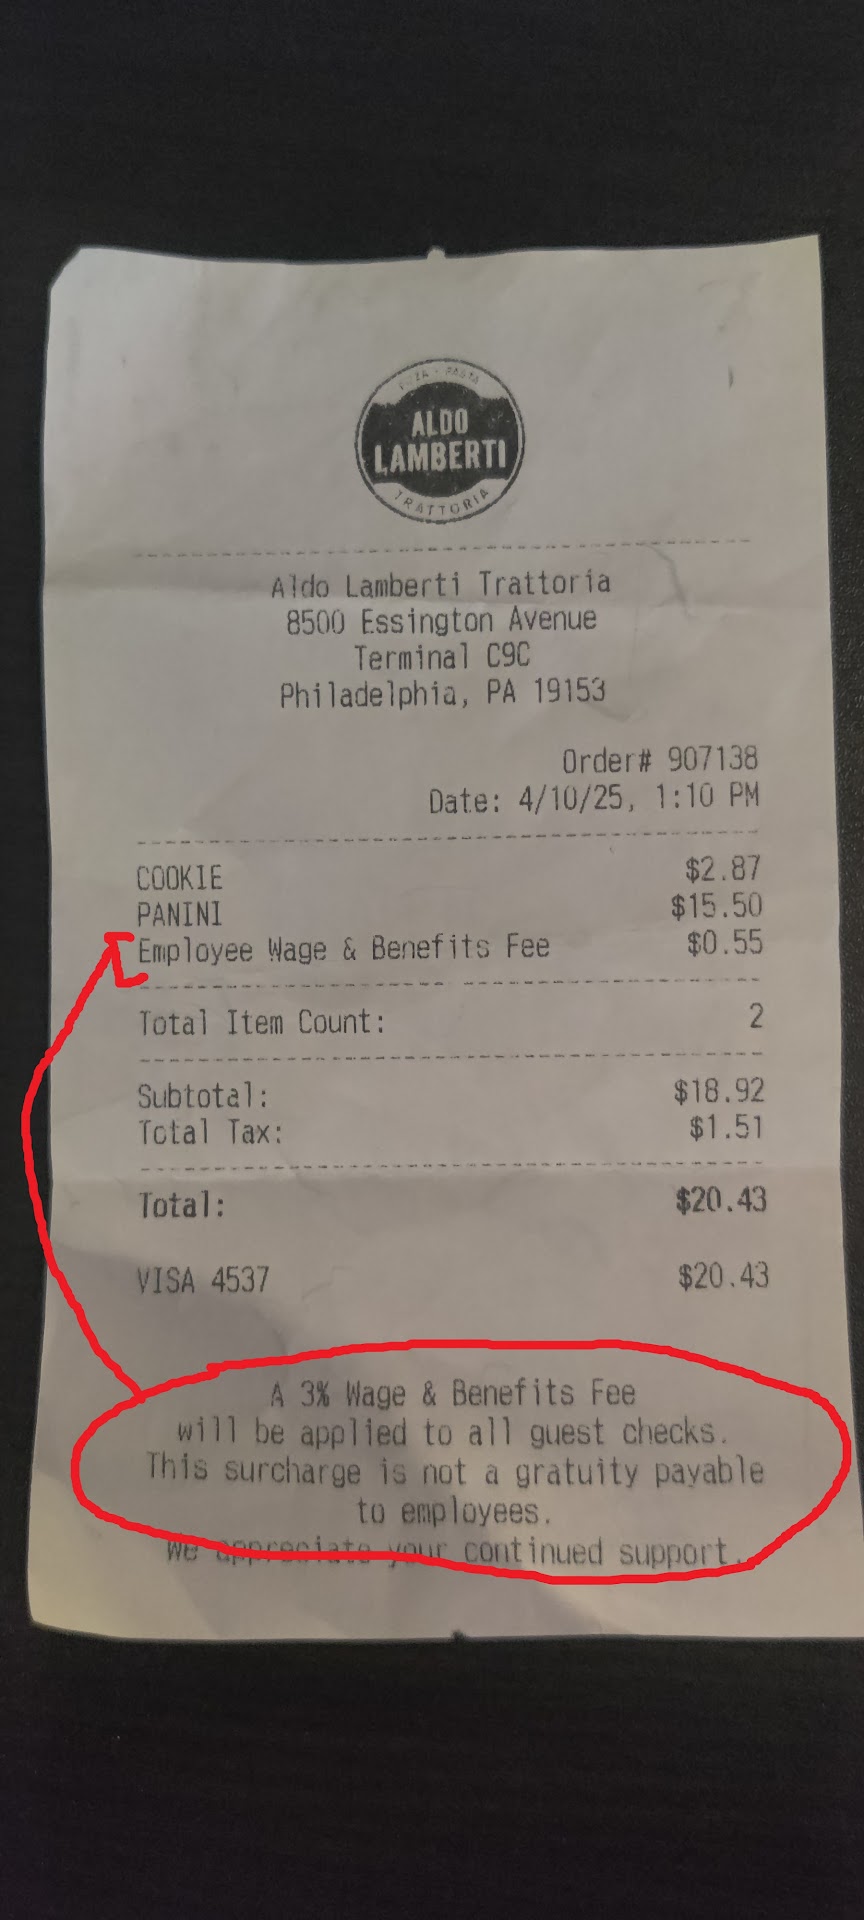 PIZZA · PASTA
ALDO
LAMBERTI
TRATTORIA
Aldo Lamberti Trattoria
8500 Essington Avenue
Terminal C9C
Philadelphia, PA 19153
Order# 907138
Date: 4/10/25, 1:10 PM
COOKIE $2.87
PANINI $15.50
Employee Wage & Benefits Fee $0.55
Total Item Count: 2
Subtotal: $18.92
Total Tax: $1.51
Total: $20.43
VISA 4537 $20.43
A 3% Wage & Benefits Fee
will be applied to all guest checks.
This surcharge is not a gratuity payable
to employees.
We appreciate your continued support.